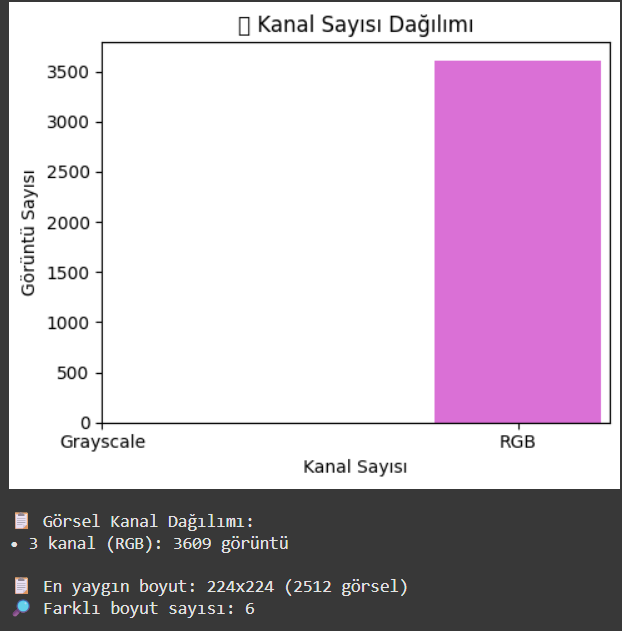 ▯ Kanal Sayısı Dağılımı
Görüntü Sayısı
3500
3000
2500
2000
1500
1000
500
0
Grayscale
RGB
Kanal Sayısı
📋 Görsel Kanal Dağılımı:
• 3 kanal (RGB): 3609 görüntü
📋 En yaygın boyut: 224x224 (2512 görsel)
🔎 Farklı boyut sayısı: 6